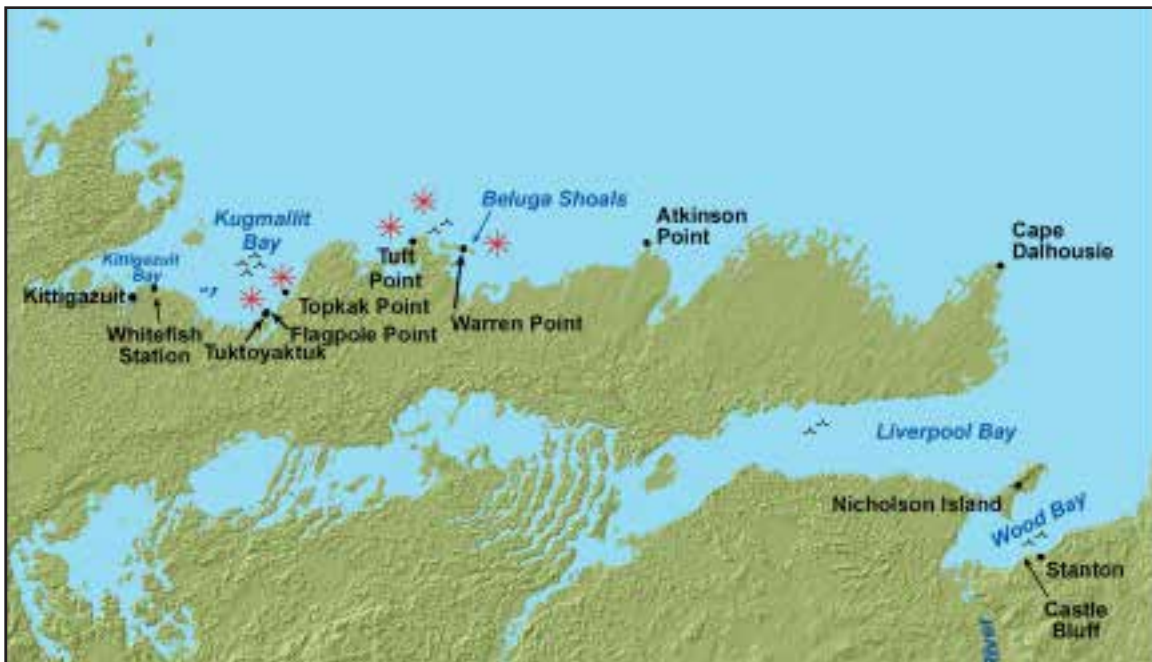 Beluga Shoals
Kugmallit
Bay
Atkinson
Point
Cape
Dalhousie
Tuft
Point
Kittigazuit
Bay
Kittigazuit
Topkak Point
Whitefish
Station
Flagpole Point
Warren Point
Tuktoyaktuk
Liverpool Bay
Nicholson Island
Wood Bay
Stanton
Castle
Bluff